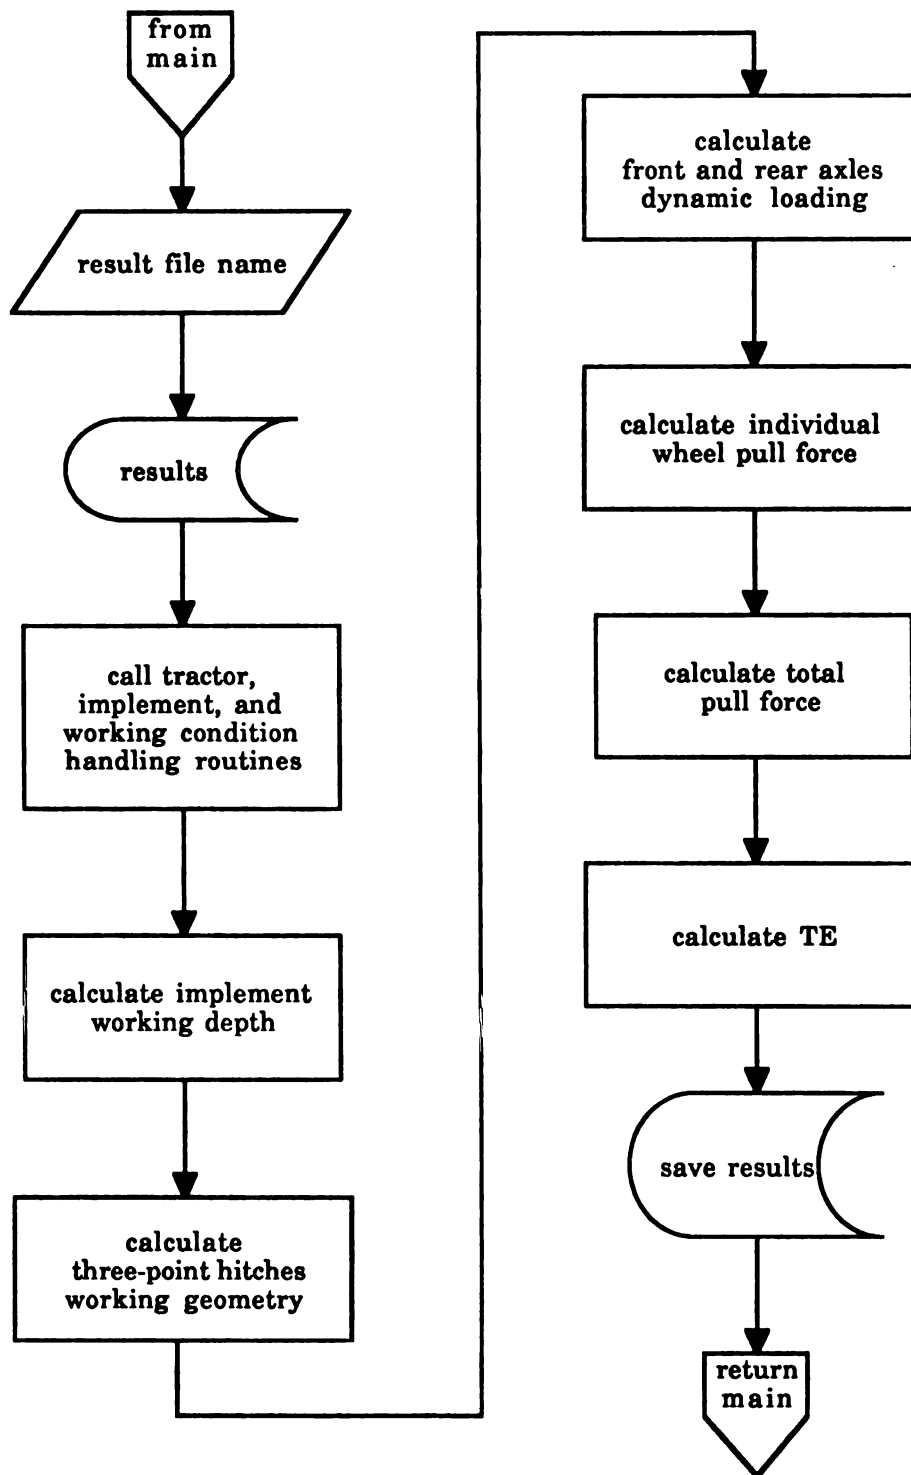 from
main
result file name
results
call tractor,
implement, and
working condition
handling routines
calculate implement
working depth
calculate
three-point hitches
working geometry
calculate
front and rear axles
dynamic loading
calculate individual
wheel pull force
calculate total
pull force
calculate TE
save results
return
main